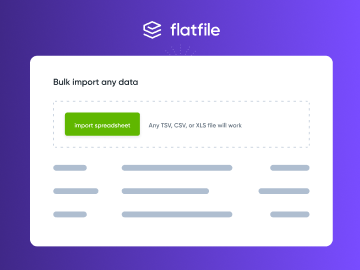 flatfile
Bulk import any data
Import spreadsheet
Any TSV, CSV, or XLS file will work